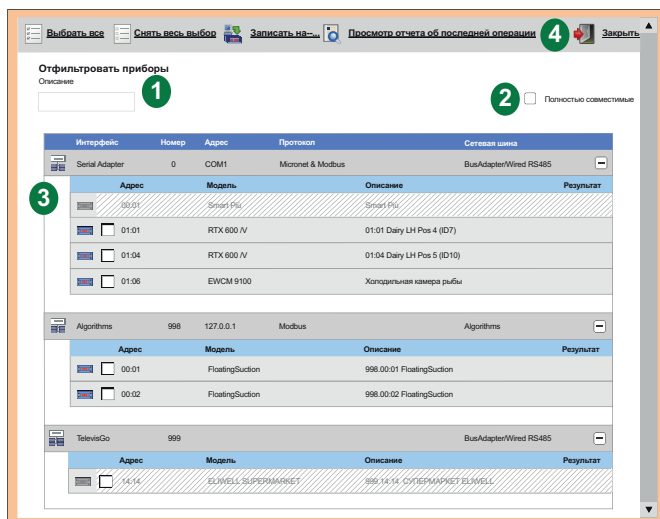 Выбрать все Снять весь выбор Записать на--... Просмотр отчета об последней операции 4 Закрыть
Отфильтровать приборы
Описание
1
2 Полностью совместимые
Интерфейс Номер Адрес Протокол Сетевая шина
Serial Adapter 0 COM1 Micronet & Modbus BusAdapter/Wired RS485
3
Адрес Модель Описание Результат
00:01 Smart Più Smart Più
01:01 RTX 600 /V 01:01 Dairy LH Pos 4 (ID7)
01:04 RTX 600 /V 01:04 Dairy LH Pos 5 (ID10)
01:06 EWCM 9100 Холодильная камера рыбы
Algorithms 998 127.0.0.1 Modbus Algorithms
Адрес Модель Описание Результат
00:01 FloatingSuction 998.00:01 FloatingSuction
00:02 FloatingSuction 998.00:02 FloatingSuction
TelevisGo 999 BusAdapter/Wired RS485
Адрес Модель Описание Результат
14:14 ELIWELL SUPERMARKET 999.14:14 СУПЕРМАРКЕТ ELIWELL